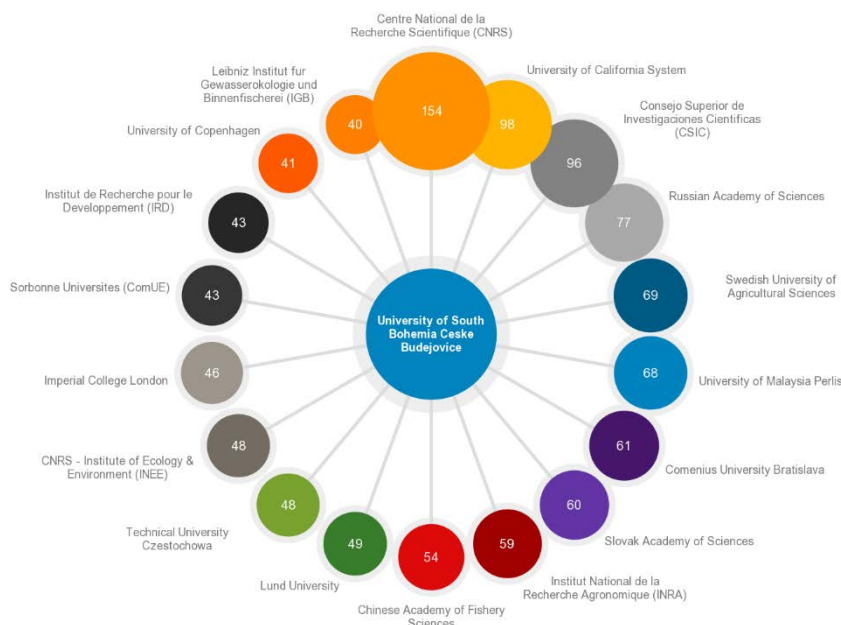 Centre National de la
Recherche Scientifique (CNRS)
154
University of California System
98
Consejo Superior de
Investigaciones Cientificas
(CSIC)
96
Russian Academy of Sciences
77
Swedish University of
Agricultural Sciences
69
University of Malaysia Perlis
68
Comenius University Bratislava
61
Slovak Academy of Sciences
60
Institut National de la
Recherche Agronomique (INRA)
59
Chinese Academy of Fishery
Sciences
54
Lund University
49
Technical University
Czestochowa
48
CNRS - Institute of Ecology &
Environment (INEE)
48
Imperial College London
46
Sorbonne Universites (ComUE)
43
Institut de Recherche pour le
Developpement (IRD)
43
University of Copenhagen
41
Leibniz Institut fur
Gewasserokologie und
Binnenfischerei (IGB)
40
University of South
Bohemia Ceske
Budejovice